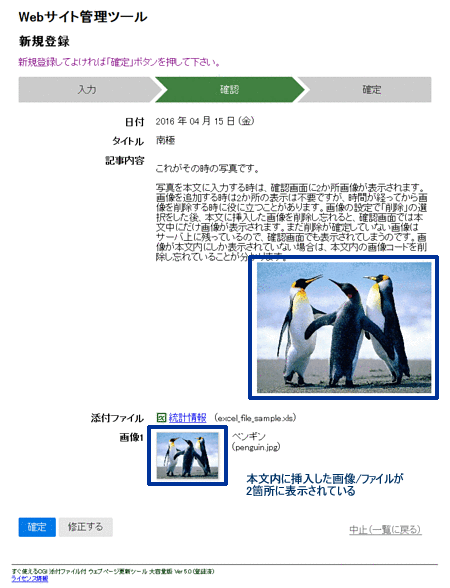 Webサイト管理ツール
新規登録
新規登録してよければ「確定」ボタンを押して下さい。
入力
確認
確定
日付 2016 年 04 月 15 日 (金)
タイトル 南極
記事内容
これがその時の写真です。
写真を本文に入力する時は、確認画面に2か所画像が表示されます。
画像を追加する時は2か所の表示は不要ですが、時間が経ってから画
像を削除する時に役に立つことがあります。画像の設定で「削除」の選
択をした後、本文に挿入した画像を削除し忘れると、確認画面では本
文中にだけ画像が表示されます。まだ削除が確定していない画像は
サーバ上に残っているので、確認画面でも表示されてしまうのです。画
像が本文内にしか表示されていない場合は、本文内の画像コードを削
除し忘れていることが分かります。
添付ファイル 統計情報 (excel_file_sample.xls)
画像1 ペンギン
(penguin.jpg)
本文内に挿入した画像/ファイルが
2箇所に表示されている
確定 修正する 中止(一覧に戻る)
すぐ使えるCGI 添付ファイル付 ウェブページ更新ツール 大容量版 Ver 5.0 (登録済)
ライセンス情報